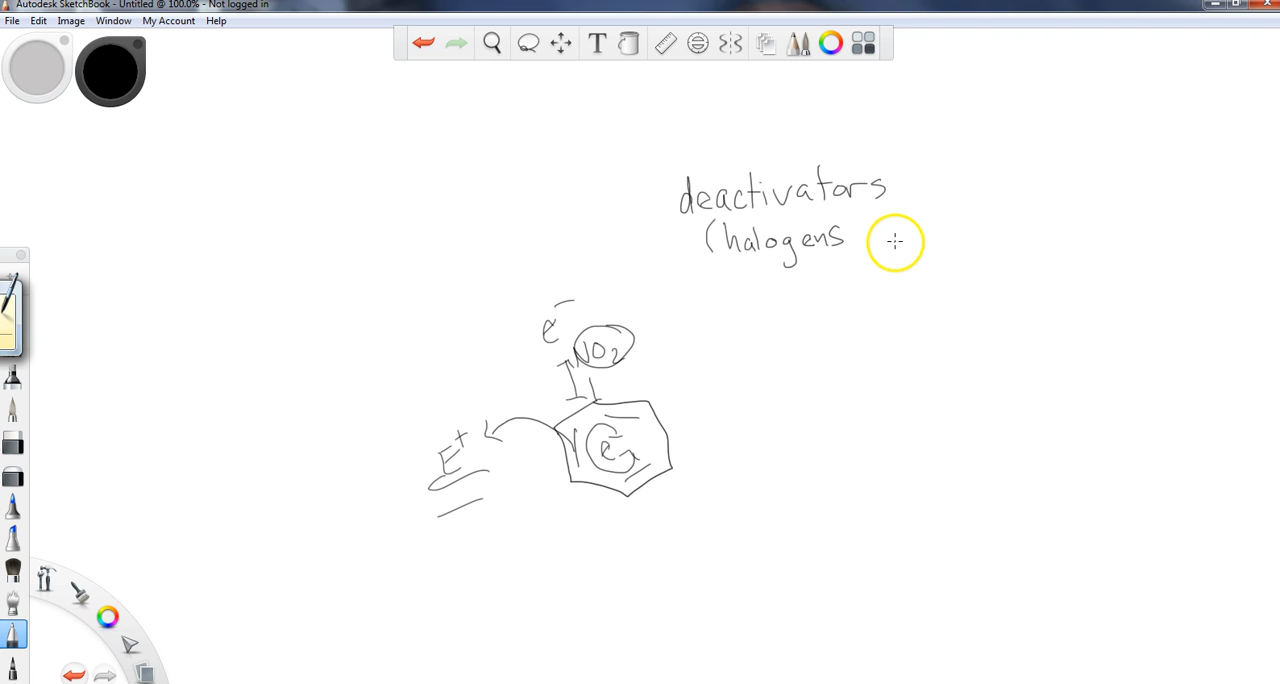 Autodesk SketchBook - Untitled @ 100.0% - Not logged in
File Edit Image Window My Account Help
T
deactivators
(halogens
e⁻
NO2
E+
e⁻